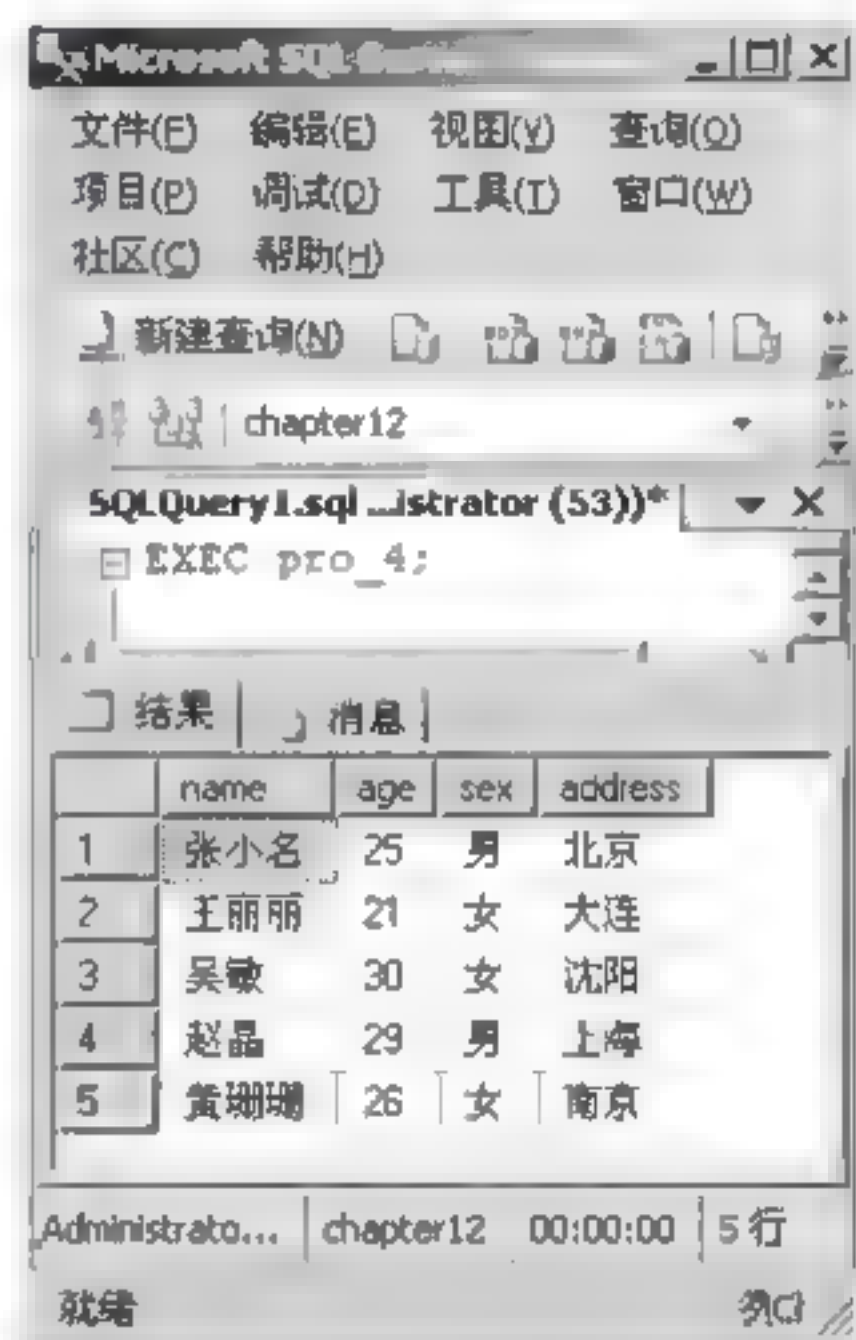 Microsoft SQL
文件(F) 编辑(E) 视图(V) 查询(Q)
项目(P) 调试(D) 工具(T) 窗口(W)
社区(C) 帮助(H)
新建查询(N)
chapter12
SQLQuery1.sql ...istrator (53))*
EXEC pro_4;
结果 消息
name age sex address
1 张小名 25 男 北京
2 王丽丽 21 女 大连
3 吴敏 30 女 沈阳
4 赵晶 29 男 上海
5 黄珊珊 26 女 南京
Administrato... chapter12 00:00:00 5 行
就绪 列